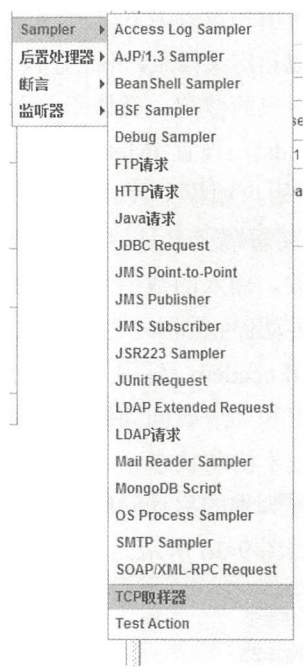 Sampler
后置处理器
断言
监听器
Access Log Sampler
AJP/1.3 Sampler
BeanShell Sampler
BSF Sampler
Debug Sampler
FTP请求
HTTP请求
Java请求
JDBC Request
JMS Point-to-Point
JMS Publisher
JMS Subscriber
JSR223 Sampler
JUnit Request
LDAP Extended Request
LDAP请求
Mail Reader Sampler
MongoDB Script
OS Process Sampler
SMTP Sampler
SOAP/XML-RPC Request
TCP取样器
Test Action